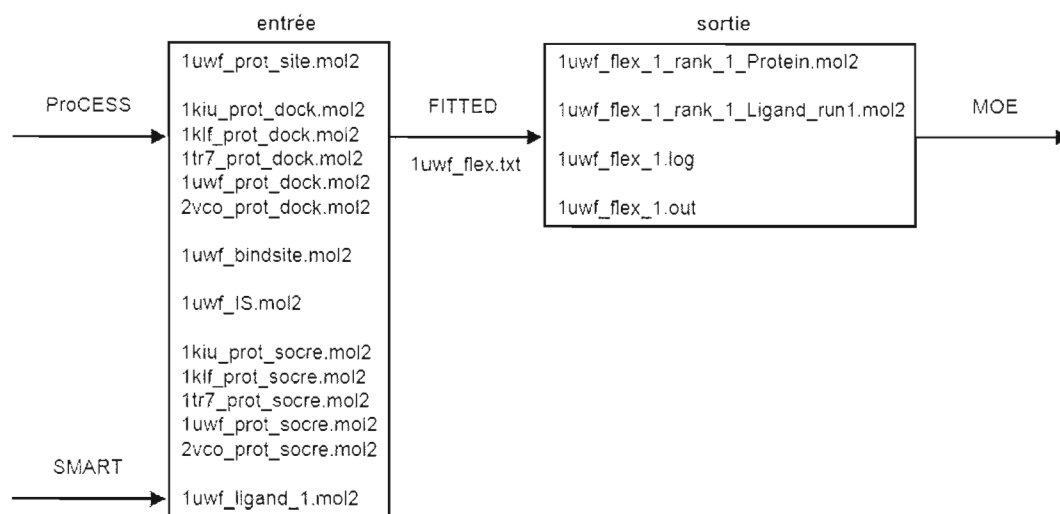 entrée
sortie
ProCESS
1uwf_prot_site.mol2
1kiu_prot_dock.mol2
1klf_prot_dock.mol2
1tr7_prot_dock.mol2
1uwf_prot_dock.mol2
2vco_prot_dock.mol2
1uwf_bindsite.mol2
1uwf_IS.mol2
1kiu_prot_socre.mol2
1klf_prot_socre.mol2
1tr7_prot_socre.mol2
1uwf_prot_socre.mol2
2vco_prot_socre.mol2
SMART
1uwf_ligand_1.mol2
FITTED
1uwf_flex.txt
1uwf_flex_1_rank_1_Protein.mol2
1uwf_flex_1_rank_1_Ligand_run1.mol2
1uwf_flex_1.log
1uwf_flex_1.out
MOE